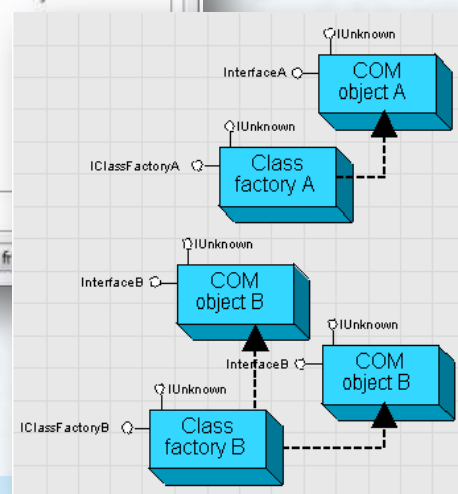 IUnknown
InterfaceA
COM
object A
IUnknown
IClassFactoryA
Class
factory A
IUnknown
InterfaceB
COM
object B
IUnknown
InterfaceB
COM
object B
IUnknown
IClassFactoryB
Class
factory B
fr